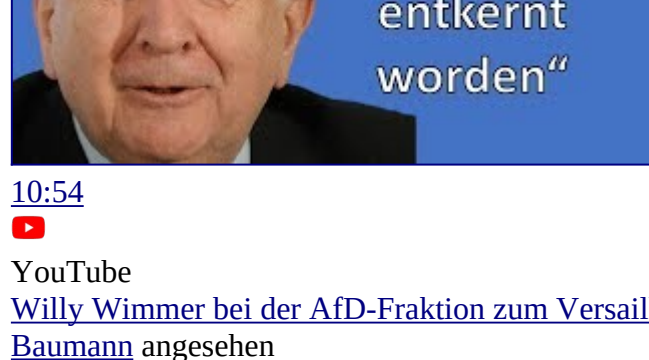 entkernt
worden“
10:54
YouTube
Willy Wimmer bei der AfD-Fraktion zum Versail
Baumann angesehen